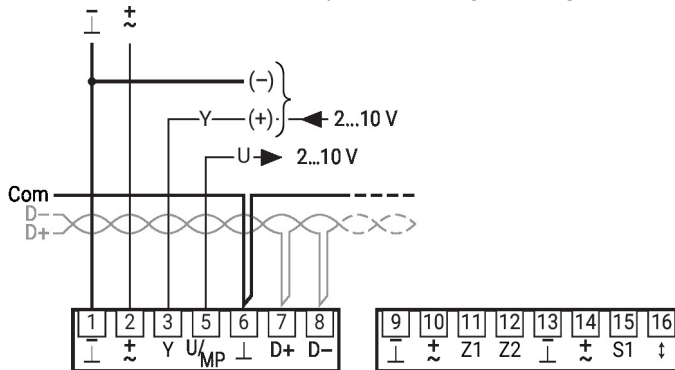 – +
⊥ ~
(–)
Y (+) 2...10 V
U 2...10 V
Com
D–
D+
1 2 3 5 6 7 8 9 10 11 12 13 14 15 16
⊥ ~ Y U/MP ⊥ D+ D– ⊥ ~ Z1 Z2 ⊥ ~ S1 ↕